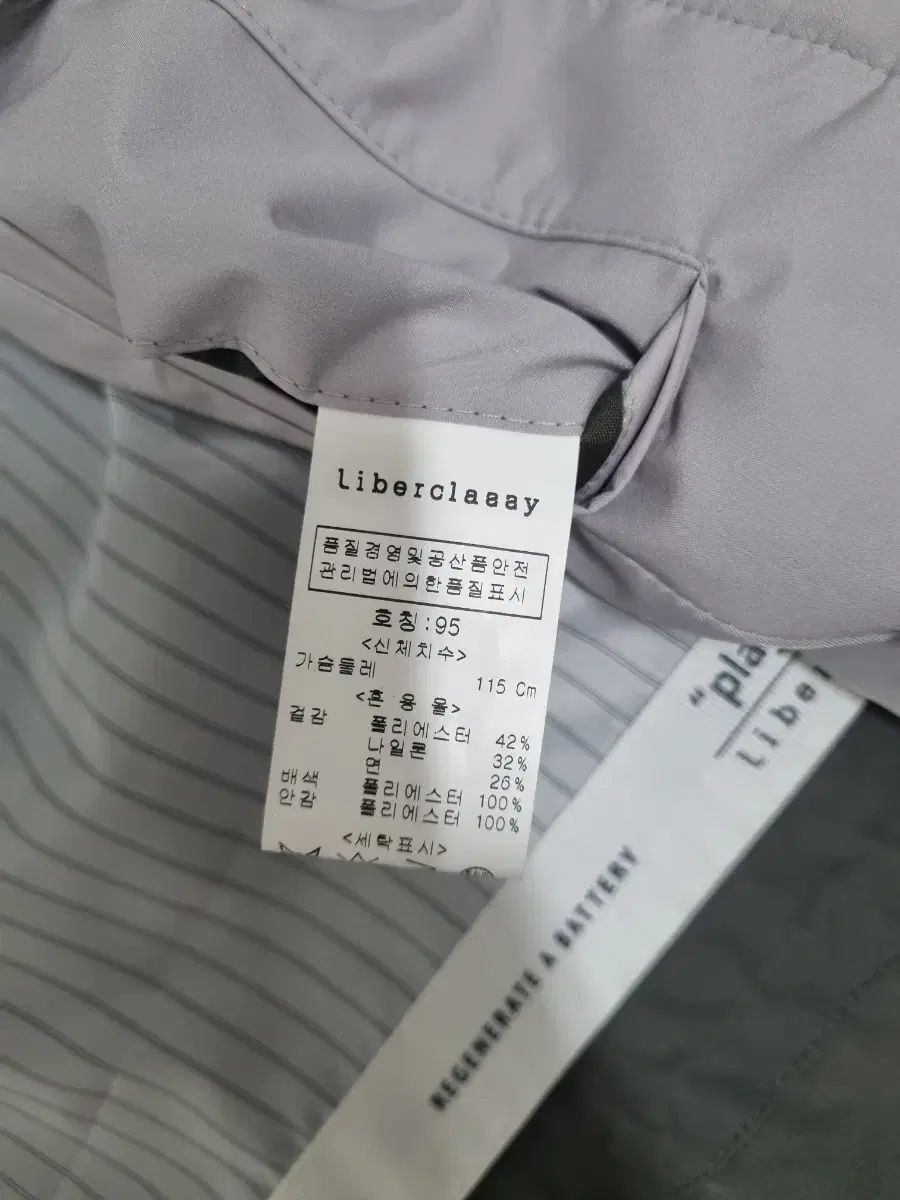 liberclassy
품질경영및공산품안전
관리법에의한품질표시
호칭:95
<신체치수>
가슴둘레
115 Cm
<혼 용 율>
겉감 폴리에스터 42%
나일론 32%
면 26%
배색 폴리에스터 100%
안감 폴리에스터 100%
<세탁표시>
"pla
liber
REGENERATE A BATTERY